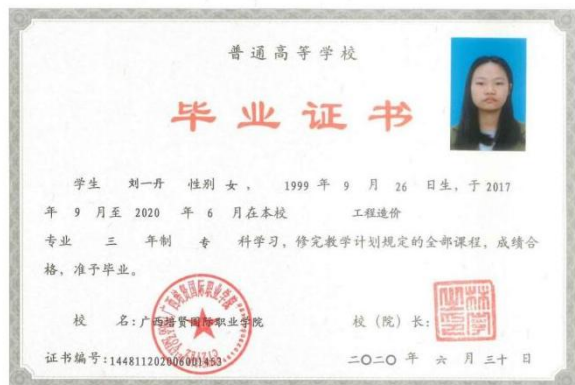 普通高等学校
毕业证书
学生 刘一丹 性别 女 ， 1999 年 9 月 26 日生，于 2017
年 9 月至 2020 年 6 月在本校 工程造价
专业 三 年制 专 科学习，修完教学计划规定的全部课程，成绩合
格，准予毕业。
校 名：广西培贤国际职业学院
校（院）长：
证书编号：144811202006001453
二〇二〇 年 六 月 三十 日